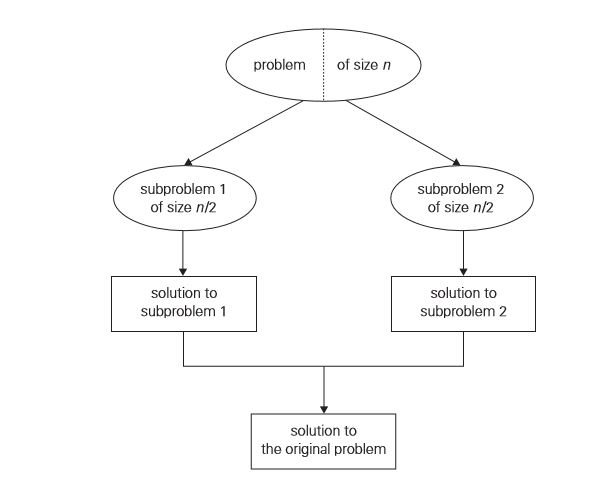 problem of size n
subproblem 1
of size n/2
subproblem 2
of size n/2
solution to
subproblem 1
solution to
subproblem 2
solution to
the original problem